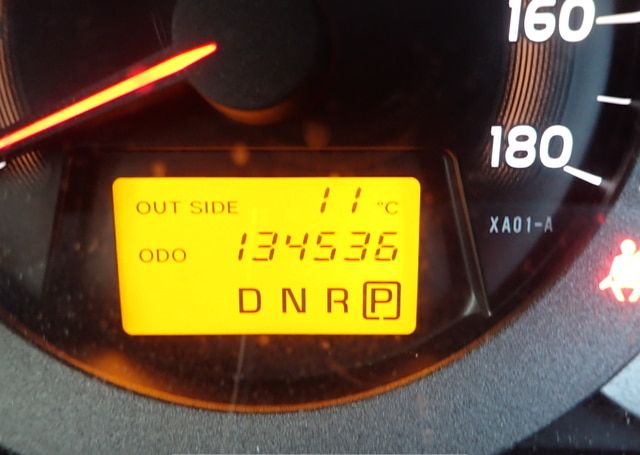 160
180
OUT SIDE 11 °C
XA01-A
ODO 134536
D N R P